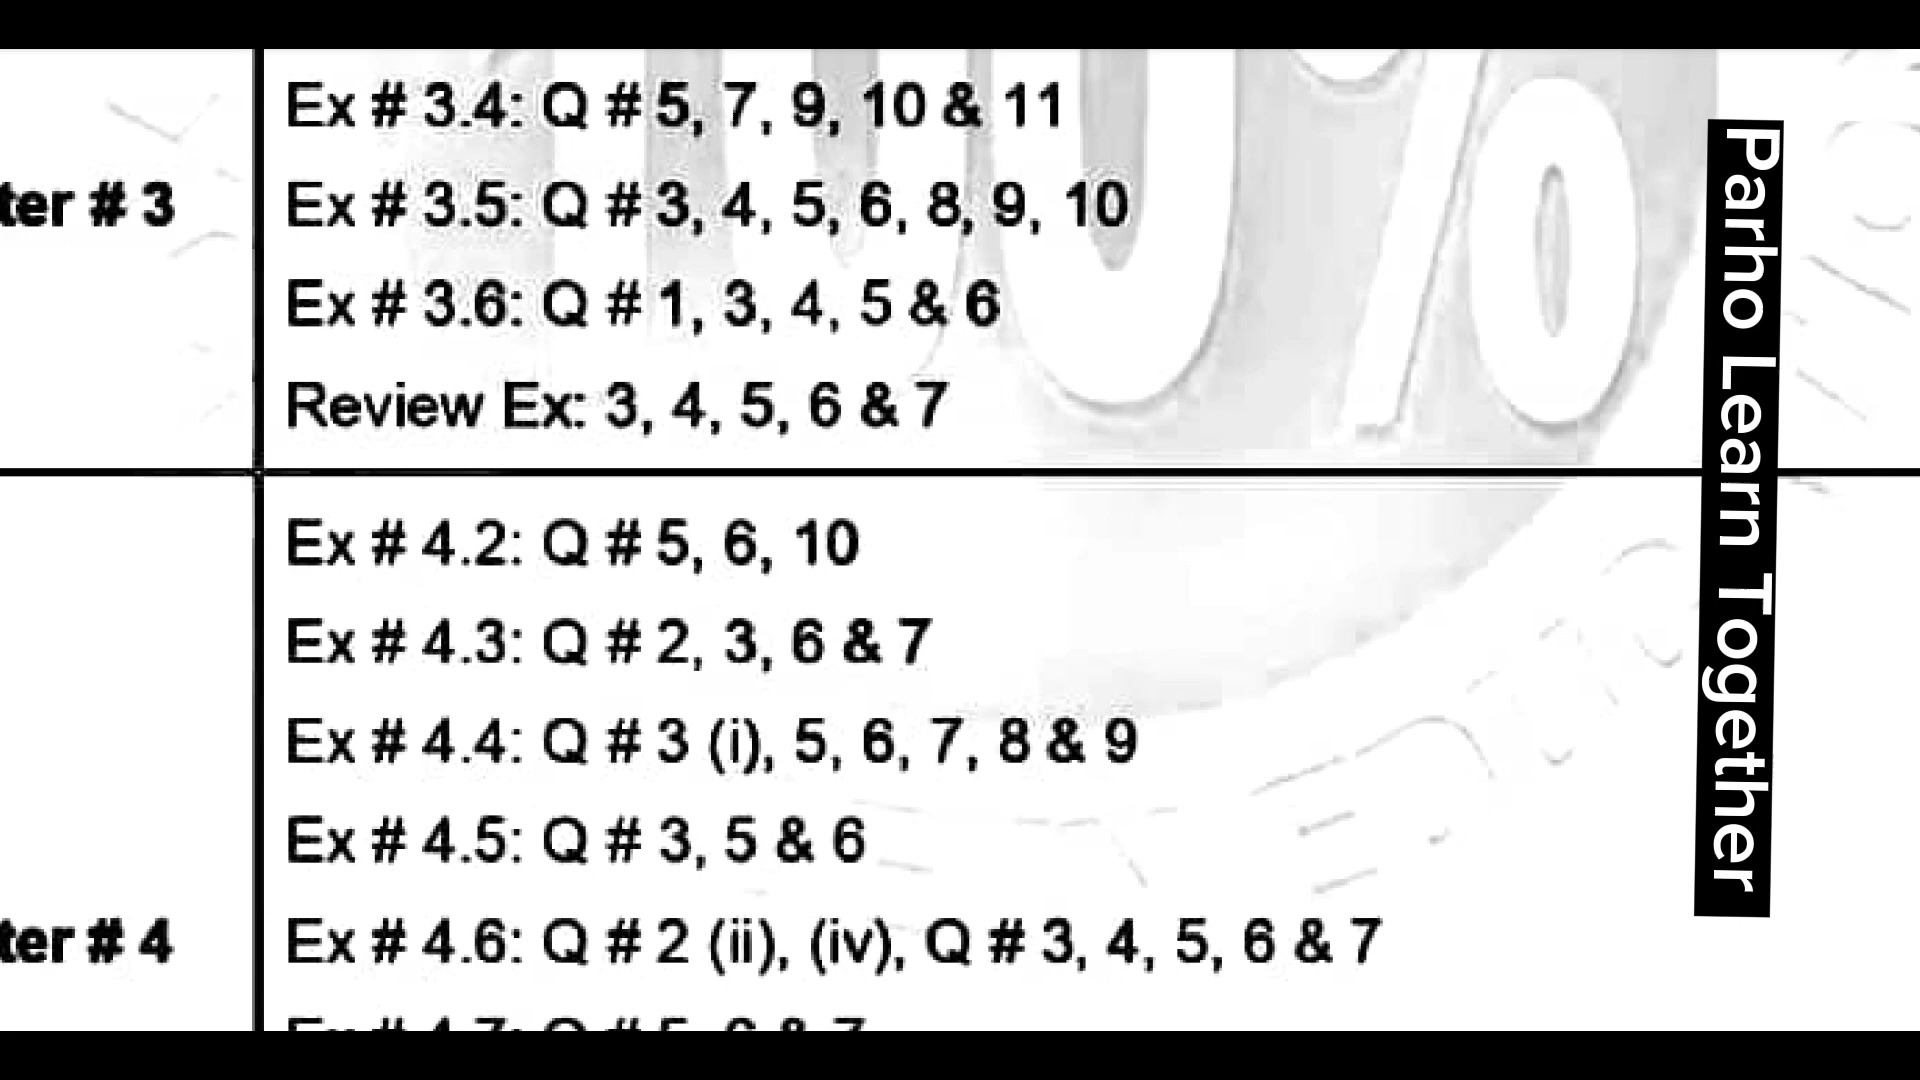 Ex # 3.4: Q # 5, 7, 9, 10 & 11
ter # 3
Ex # 3.5: Q # 3, 4, 5, 6, 8, 9, 10
Ex # 3.6: Q # 1, 3, 4, 5 & 6
Review Ex: 3, 4, 5, 6 & 7
Ex # 4.2: Q # 5, 6, 10
Ex # 4.3: Q # 2, 3, 6 & 7
Ex # 4.4: Q # 3 (i), 5, 6, 7, 8 & 9
Ex # 4.5: Q # 3, 5 & 6
ter # 4
Ex # 4.6: Q # 2 (ii), (iv), Q # 3, 4, 5, 6 & 7
Parho Learn Together